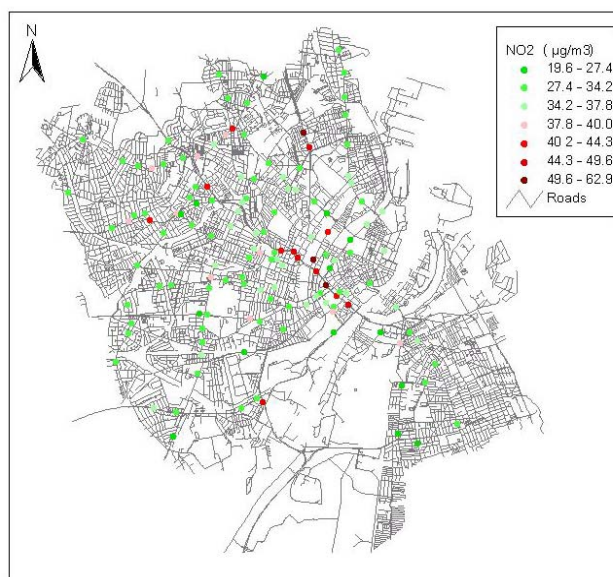 N
NO2 ( µg/m3)
19.6 – 27.4
27.4 – 34.2
34.2 – 37.8
37.8 – 40.0
40.2 – 44.3
44.3 – 49.6
49.6 – 62.9
Roads